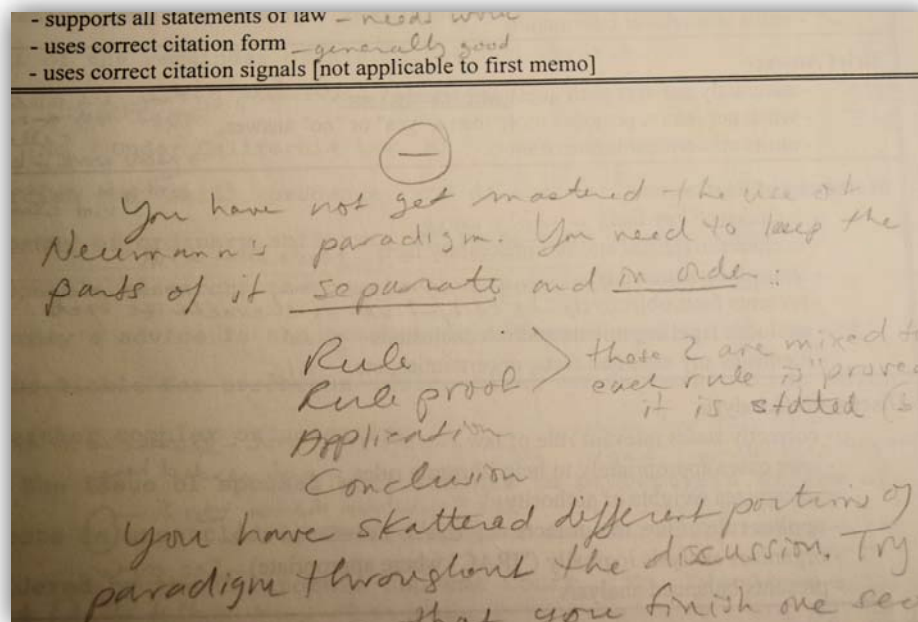 - supports all statements of law – needs work
- uses correct citation form – generally good
- uses correct citation signals [not applicable to first memo]
–
You have not yet mastered the use of
Neumann's paradigm. You need to keep the
parts of it separate and in order:
Rule
Rule proof > these 2 are mixed
each rule is "proved
it is stated
Application
Conclusion
You have skattered different portions of
paradigm throughout the discussion. Try
that you finish one